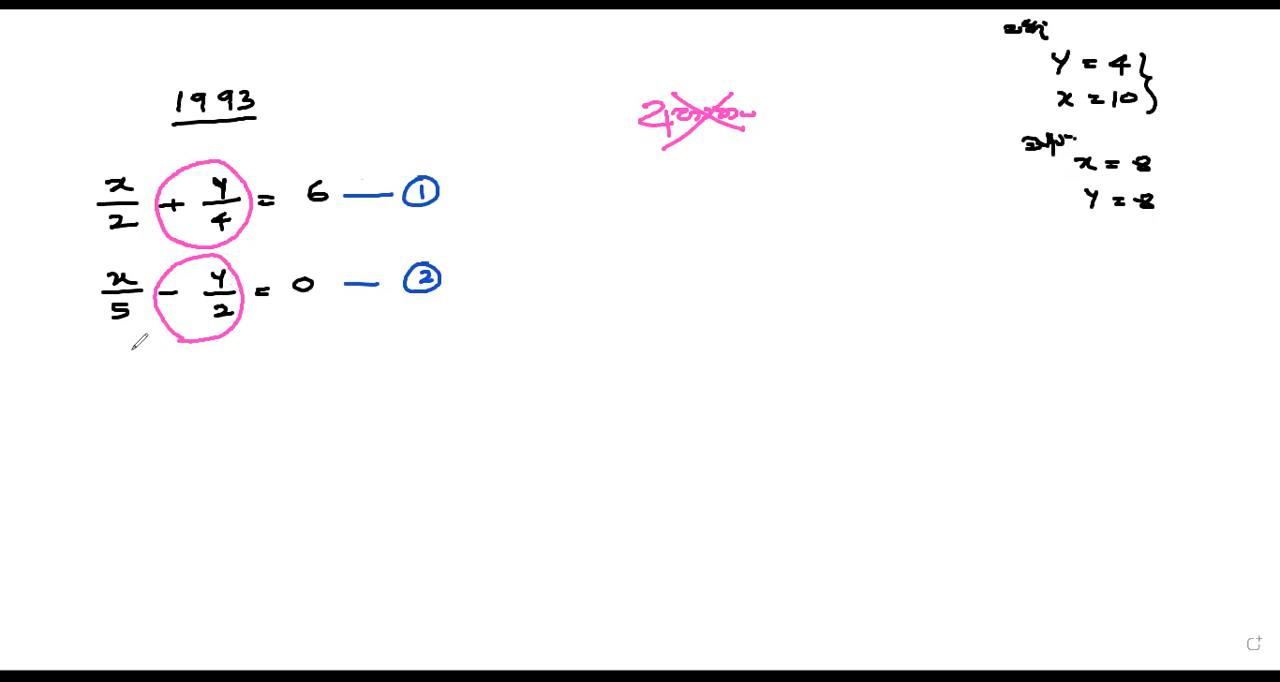 1993
x/2 + y/4 = 6 — ①
x/5 - y/2 = 0 — ②
y = 4
x = 10
x = 8
y = 8